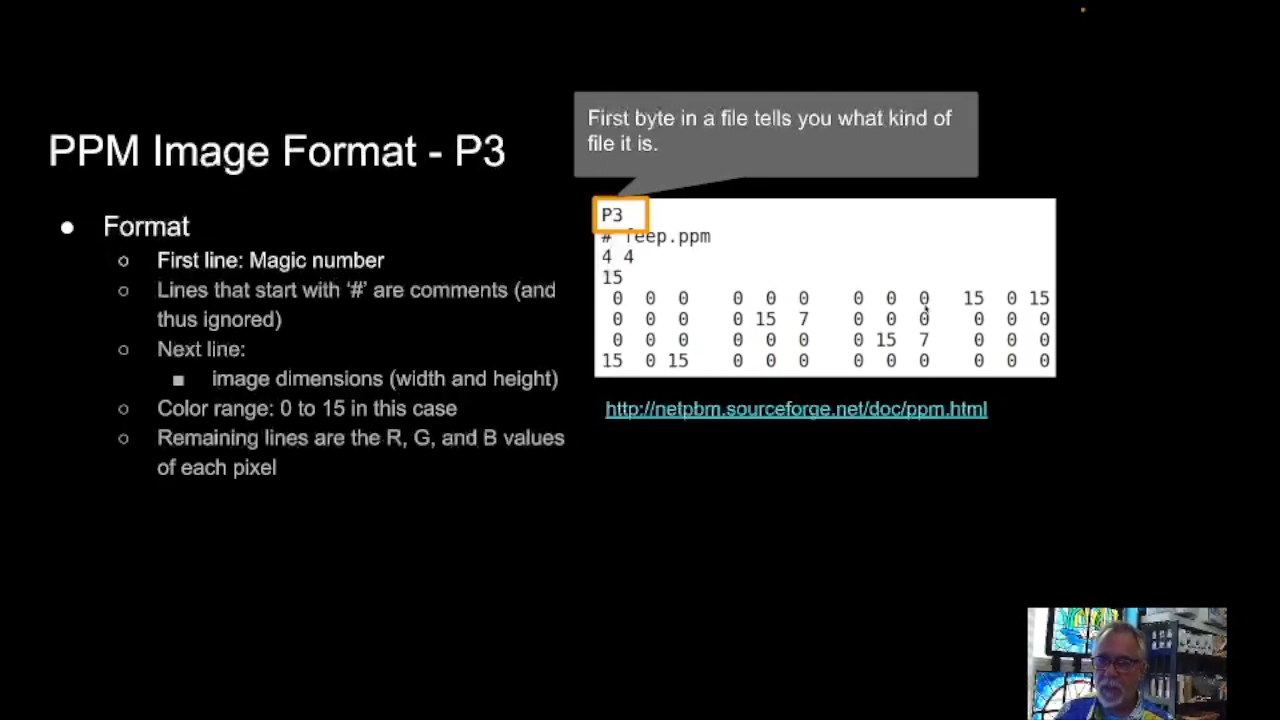 First byte in a file tells you what kind of
file it is.
PPM Image Format - P3
● Format
○ First line: Magic number
○ Lines that start with ‘#’ are comments (and
thus ignored)
○ Next line:
■ image dimensions (width and height)
○ Color range: 0 to 15 in this case
○ Remaining lines are the R, G, and B values
of each pixel
P3
# feep.ppm
4 4
15
0 0 0 0 0 0 0 0 0 15 0 15
0 0 0 0 15 7 0 0 0 0 0 0
0 0 0 0 0 0 0 15 7 0 0 0
15 0 15 0 0 0 0 0 0 0 0 0
http://netpbm.sourceforge.net/doc/ppm.html